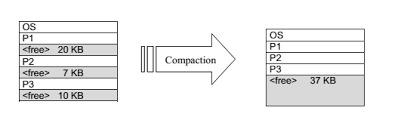 OS
P1
<free> 20 KB
P2
<free> 7 KB
P3
<free> 10 KB
Compaction
OS
P1
P2
P3
<free> 37 KB